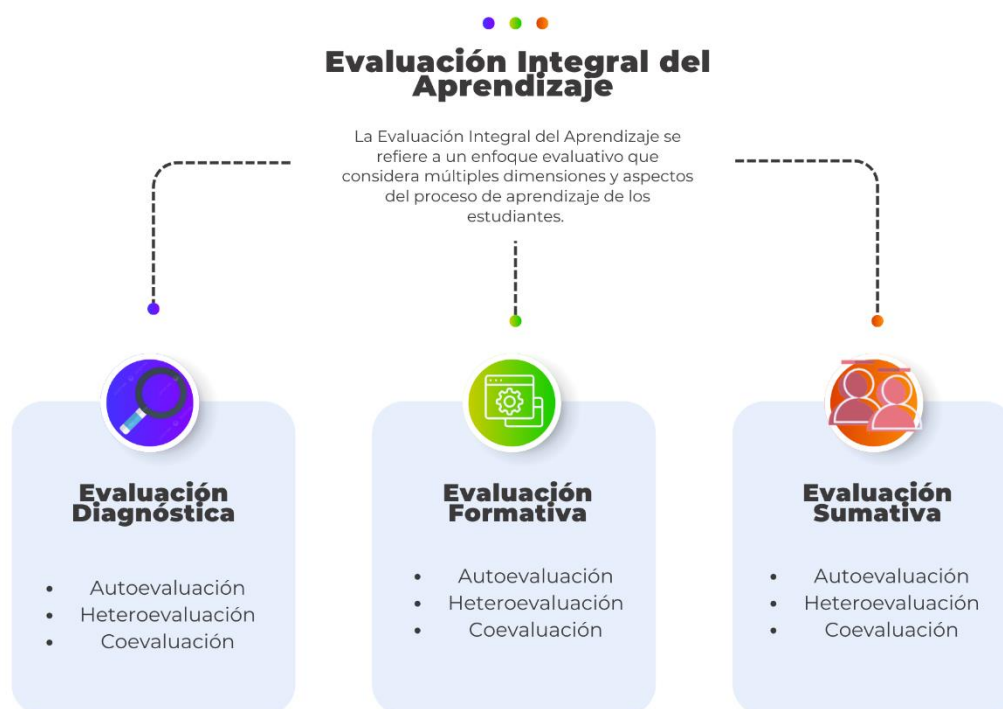 Evaluación Integral del
Aprendizaje
La Evaluación Integral del Aprendizaje se
refiere a un enfoque evaluativo que
considera múltiples dimensiones y aspectos
del proceso de aprendizaje de los
estudiantes.
Evaluación
Diagnóstica
• Autoevaluación
• Heteroevaluación
• Coevaluación
Evaluación
Formativa
• Autoevaluación
• Heteroevaluación
• Coevaluación
Evaluación
Sumativa
• Autoevaluación
• Heteroevaluación
• Coevaluación